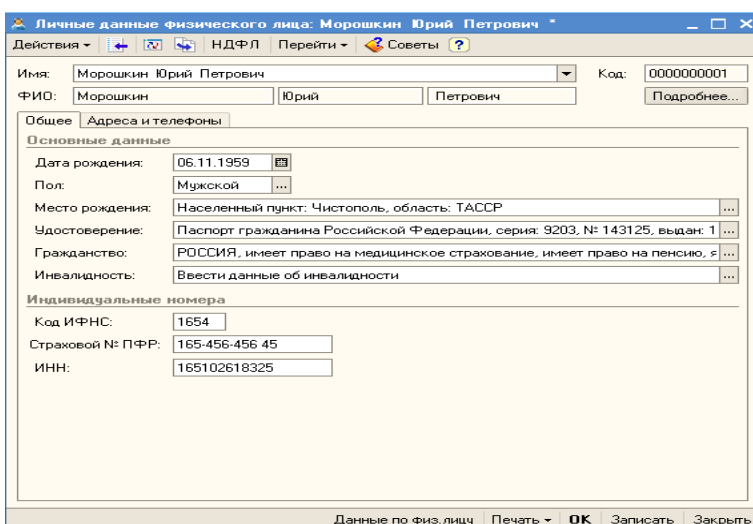 Личные данные физического лица: Морошкин Юрий Петрович *
Действия НДФЛ Перейти Советы ?
Имя: Морошкин Юрий Петрович Код: 0000000001
ФИО: Морошкин Юрий Петрович Подробнее...
Общее Адреса и телефоны
Основные данные
Дата рождения: 06.11.1959
Пол: Мужской ...
Место рождения: Населенный пункт: Чистополь, область: ТАССР ...
Удостоверение: Паспорт гражданина Российской Федерации, серия: 9203, № 143125, выдан: 1 ...
Гражданство: РОССИЯ, имеет право на медицинское страхование, имеет право на пенсию, я ...
Инвалидность: Ввести данные об инвалидности ...
Индивидуальные номера
Код ИФНС: 1654
Страховой № ПФР: 165-456-456 45
ИНН: 165102618325
Данные по физ.лицу Печать OK Записать Закрыть